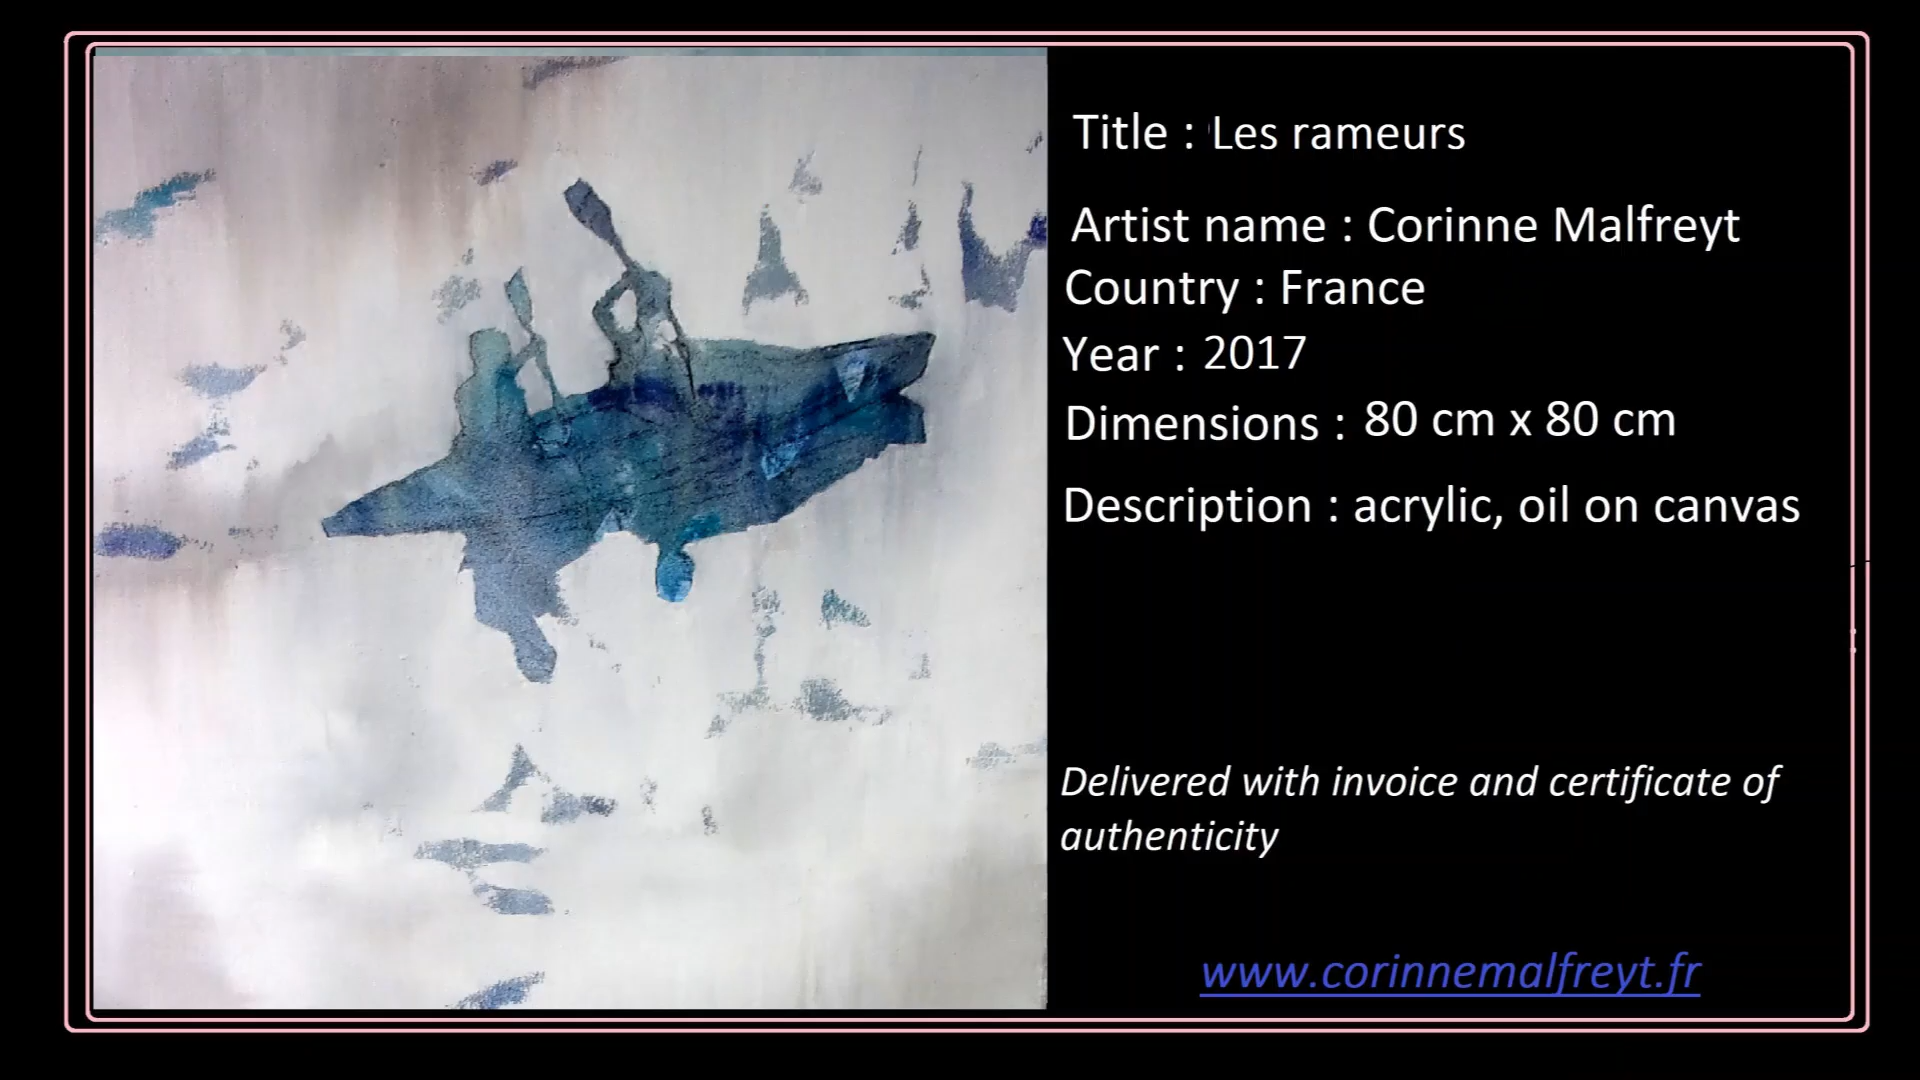 Title : Les rameurs
Artist name : Corinne Malfreyt
Country : France
Year : 2017
Dimensions : 80 cm x 80 cm
Description : acrylic, oil on canvas
Delivered with invoice and certificate of
authenticity
www.corinnemalfreyt.fr